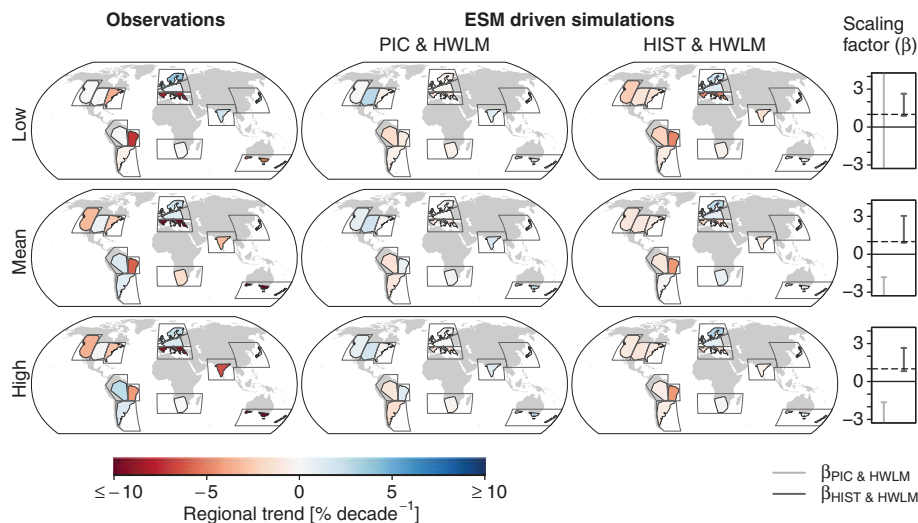 Observations
ESM driven simulations
PIC & HWLM
HIST & HWLM
Scaling
factor (β)
Low
3
0
−3
Mean
3
0
−3
High
3
0
−3
≤−10
−5
0
5
≥10
Regional trend [% decade−1]
βPIC & HWLM
βHIST & HWLM